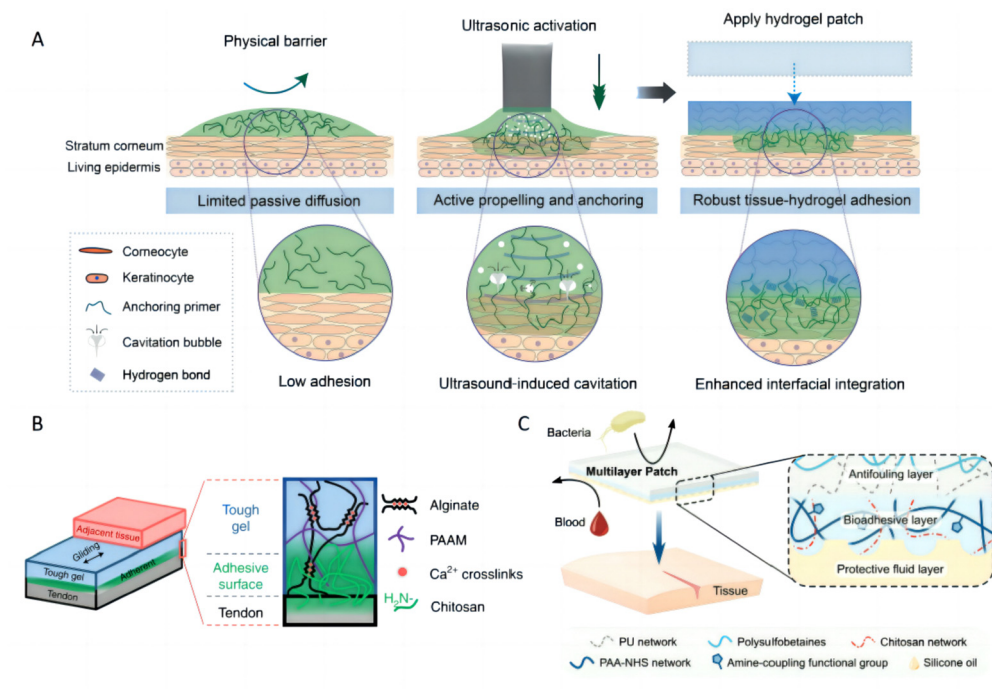 A
Physical barrier
Ultrasonic activation
Apply hydrogel patch
Stratum corneum
Living epidermis
Limited passive diffusion
Active propelling and anchoring
Robust tissue-hydrogel adhesion
Corneocyte
Keratinocyte
Anchoring primer
Cavitation bubble
Hydrogen bond
Low adhesion
Ultrasound-induced cavitation
Enhanced interfacial integration
B
Adjacent tissue
Gliding
Tough gel
Adherent
Tendon
Tough
gel
Adhesive
surface
Tendon
H₂N-
Alginate
PAAM
Ca²⁺ crosslinks
Chitosan
C
Bacteria
Multilayer Patch
Blood
Tissue
Antifouling layer
Bioadhesive layer
Protective fluid layer
PU network
Polysulfobetaines
Chitosan network
PAA-NHS network
Amine-coupling functional group
Silicone oil